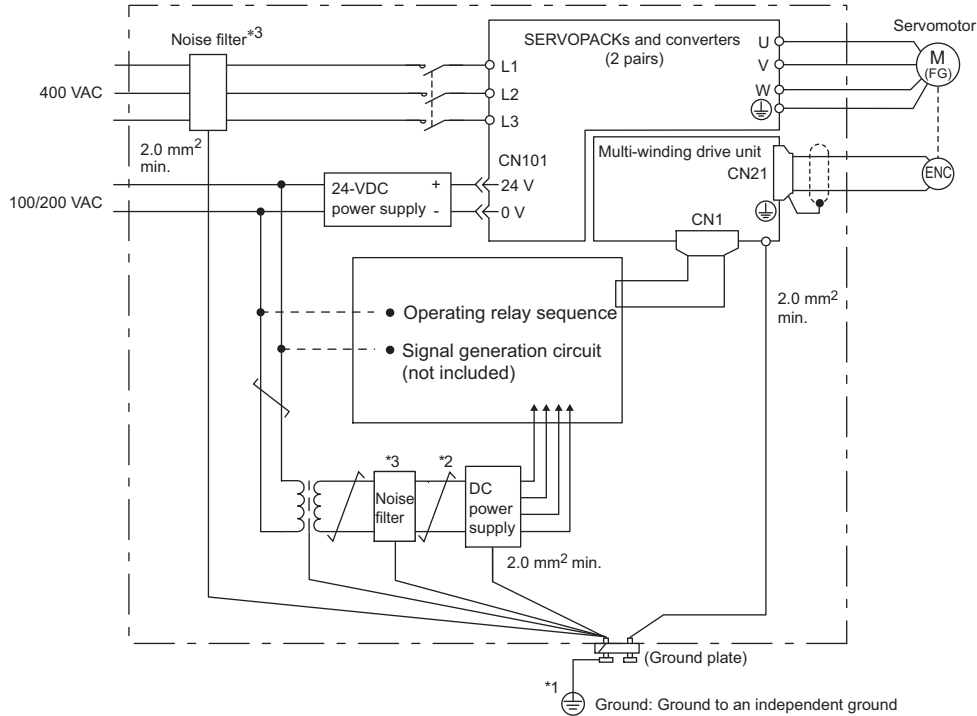 Noise filter*3
400 VAC
2.0 mm2
min.
100/200 VAC
L1
L2
L3
SERVOPACKs and converters
(2 pairs)
U
V
W
Servomotor
M
(FG)
ENC
CN101
24 V
0 V
24-VDC
power supply
+
-
Multi-winding drive unit
CN21
CN1
2.0 mm2
min.
● Operating relay sequence
● Signal generation circuit
(not included)
*3
*2
Noise
filter
DC
power
supply
2.0 mm2 min.
(Ground plate)
*1
Ground: Ground to an independent ground